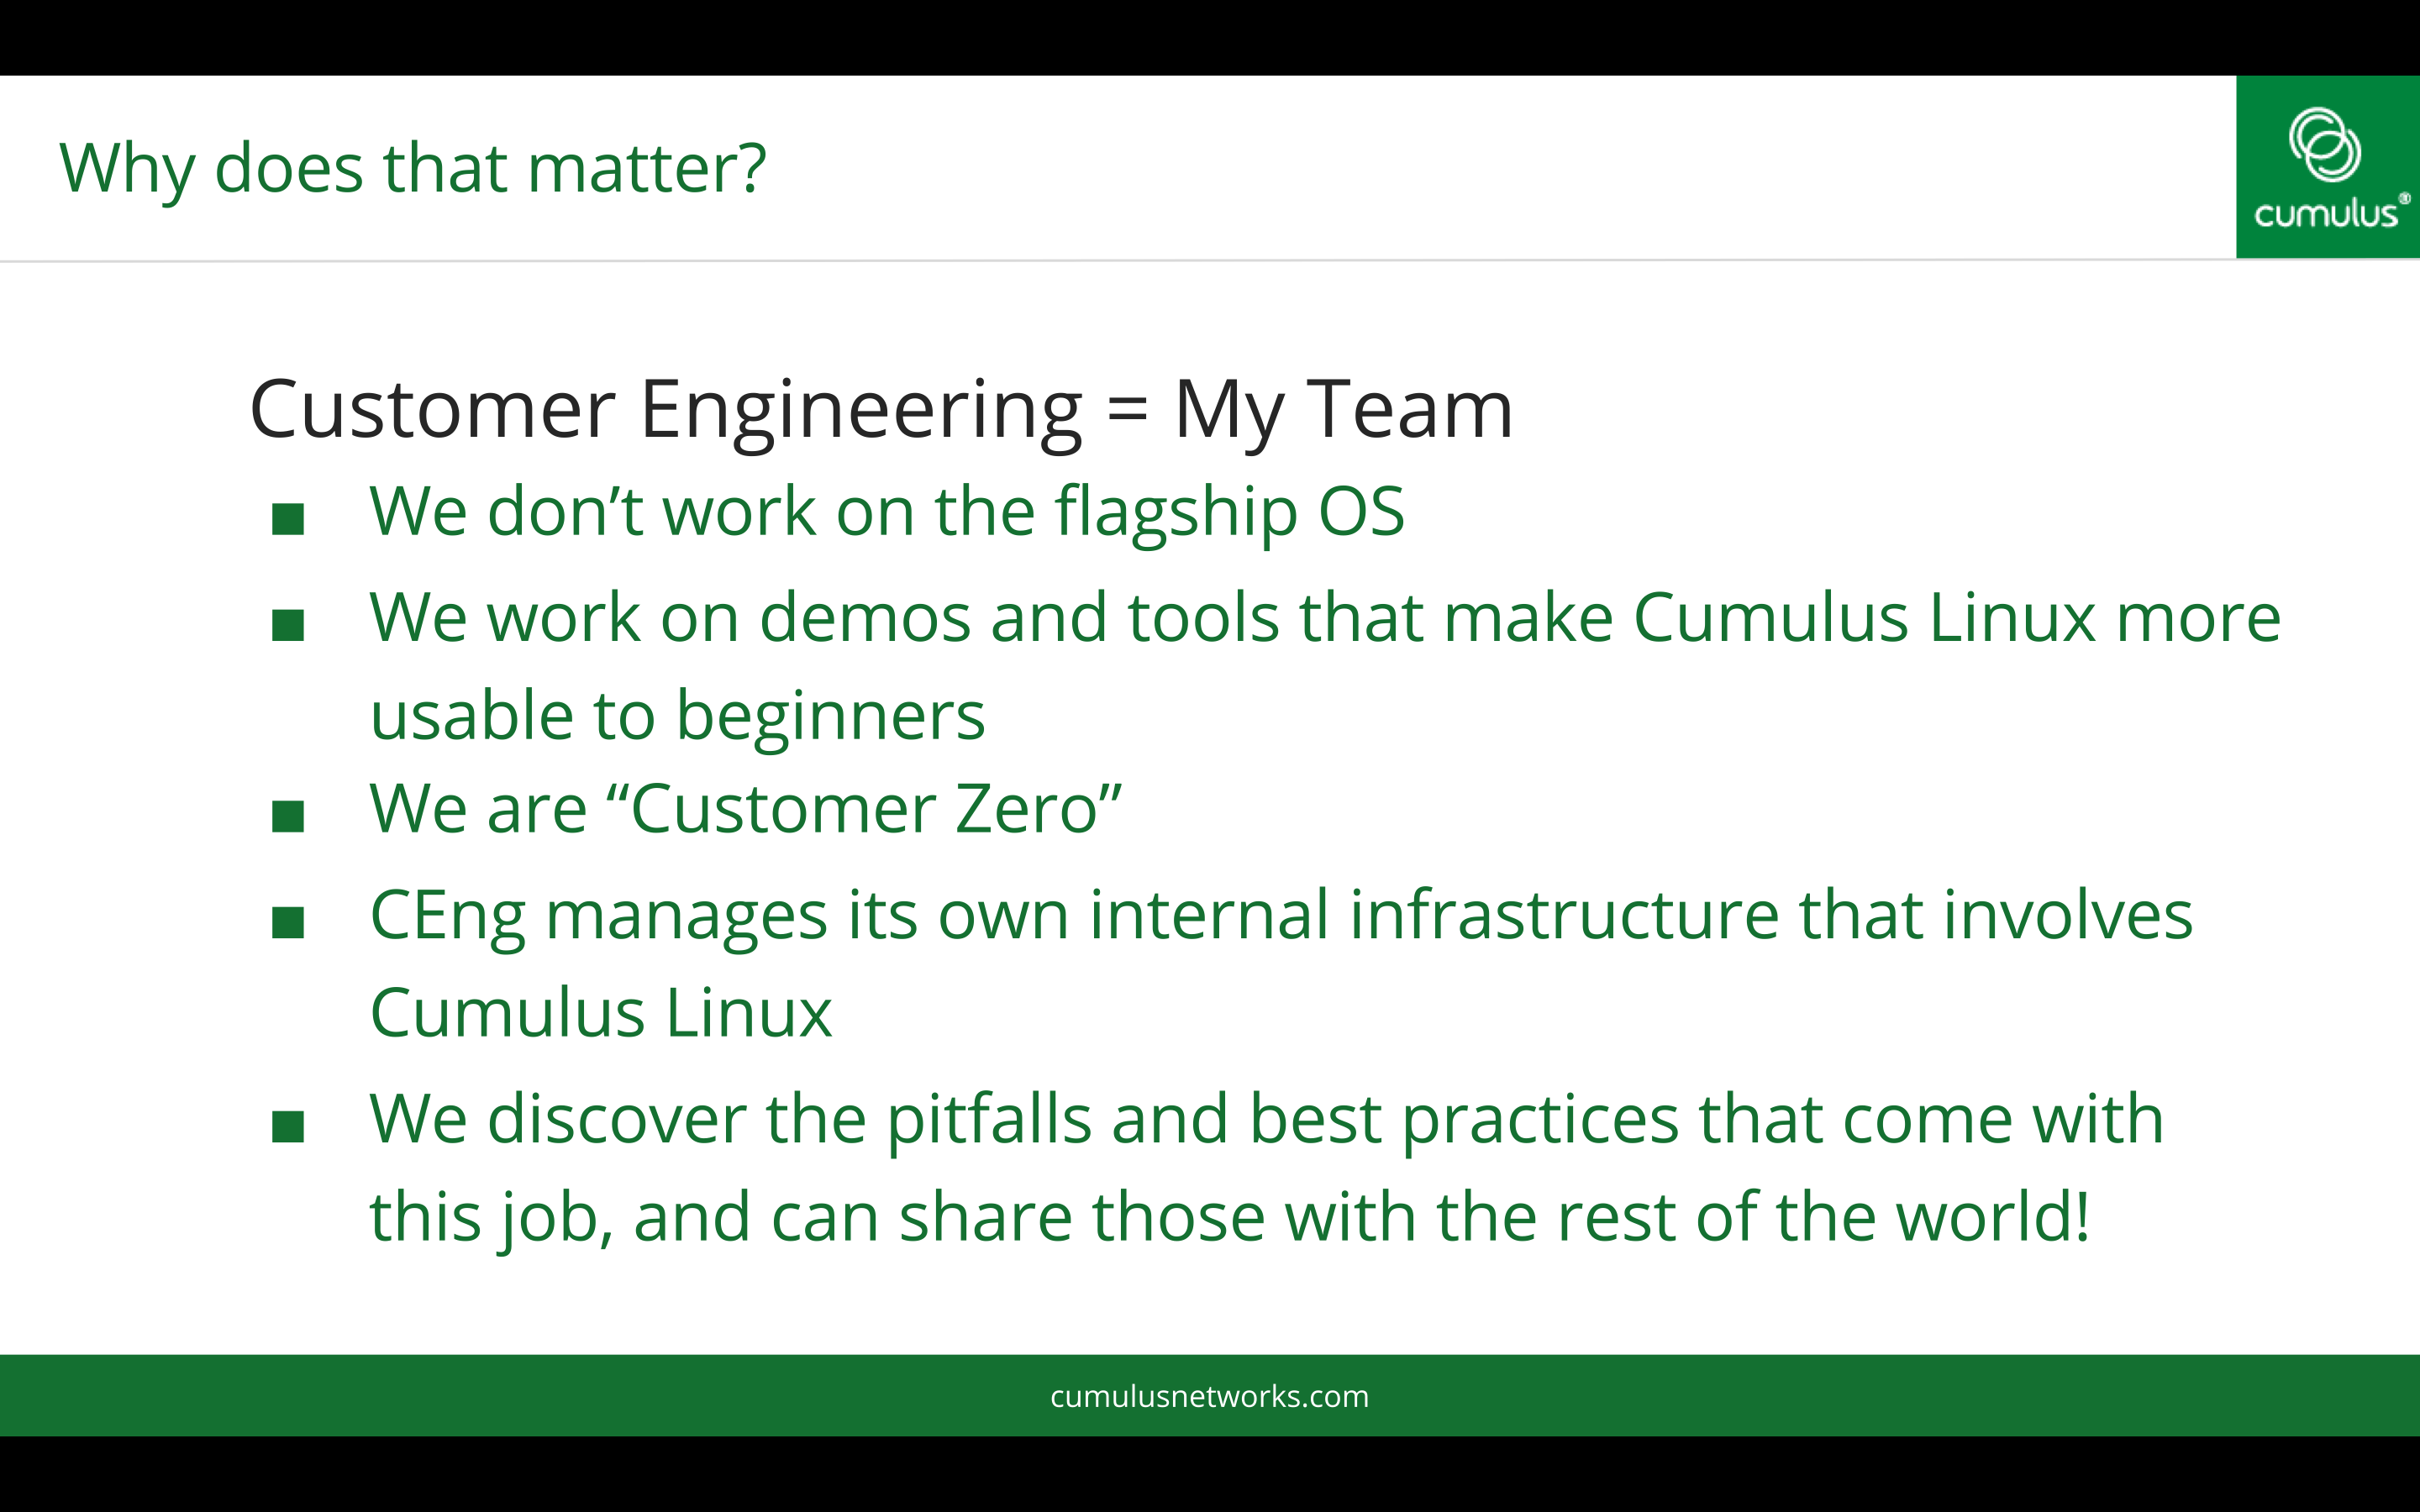 Why does that matter?
cumulus®
Customer Engineering = My Team
■ We don’t work on the flagship OS
■ We work on demos and tools that make Cumulus Linux more
usable to beginners
■ We are “Customer Zero”
■ CEng manages its own internal infrastructure that involves
Cumulus Linux
■ We discover the pitfalls and best practices that come with
this job, and can share those with the rest of the world!
cumulusnetworks.com